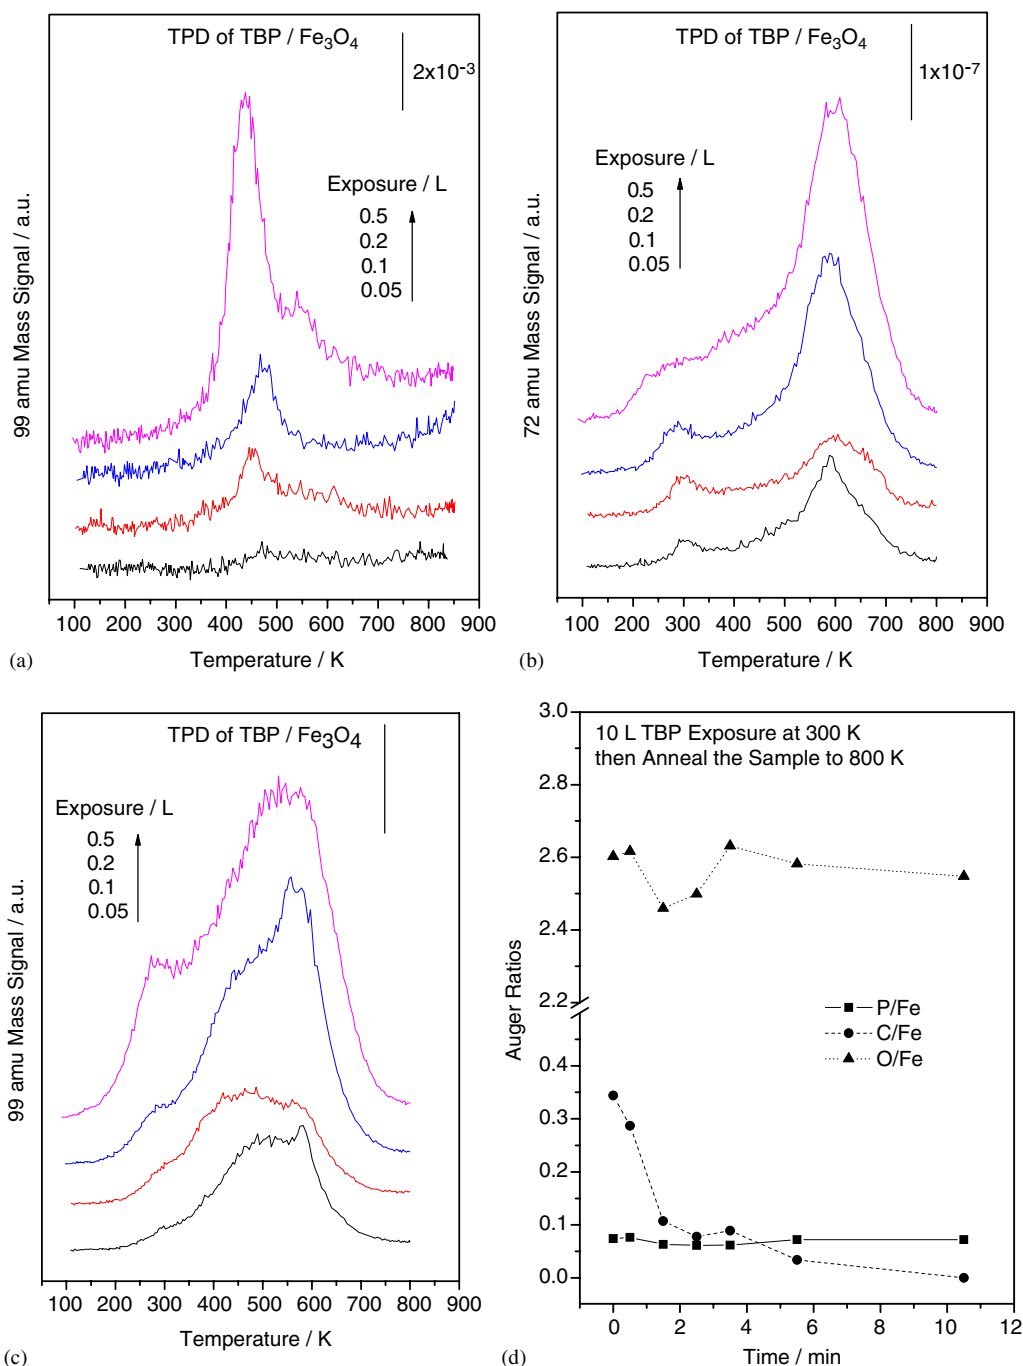 TPD of TBP / Fe3O4
2x10-3
Exposure / L
0.5
0.2
0.1
0.05
99 amu Mass Signal / a.u.
100 200 300 400 500 600 700 800 900
Temperature / K
(a)
TPD of TBP / Fe3O4
1x10-7
Exposure / L
0.5
0.2
0.1
0.05
72 amu Mass Signal / a.u.
100 200 300 400 500 600 700 800 900
Temperature / K
(b)
TPD of TBP / Fe3O4
Exposure / L
0.5
0.2
0.1
0.05
99 amu Mass Signal / a.u.
100 200 300 400 500 600 700 800 900
Temperature / K
(c)
10 L TBP Exposure at 300 K
then Anneal the Sample to 800 K
3.0
2.8
2.6
2.4
2.2
0.4
0.3
0.2
0.1
0.0
Auger Ratios
P/Fe
C/Fe
O/Fe
0 2 4 6 8 10 12
Time / min
(d)